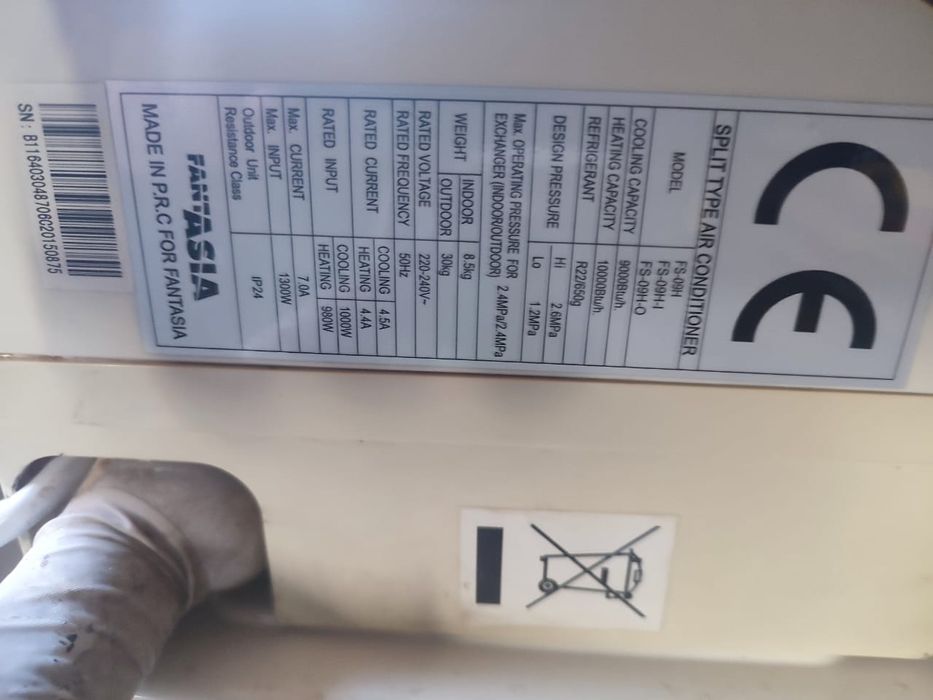 CE
SPLIT TYPE AIR CONDITIONER
MODEL FS-09H
FS-09H-I
FS-09H-O
COOLING CAPACITY 9000Btu/h.
HEATING CAPACITY 10000Btu/h.
REFRIGERANT R22/650g
DESIGN PRESSURE Hi 2.6MPa
Lo 1.2MPa
Max. OPERATING PRESSURE FOR
EXCHANGER (INDOOR/OUTDOOR) 2.4MPa/2.4MPa
WEIGHT INDOOR 8.5kg
OUTDOOR 30kg
RATED VOLTAGE 220-240V~
RATED FREQUENCY 50Hz
RATED CURRENT COOLING 4.5A
HEATING 4.4A
RATED INPUT COOLING 1000W
HEATING 980W
Max. CURRENT 7.0A
Max. INPUT 1300W
Outdoor Unit
Resistance Class IP24
FANTASIA
MADE IN P.R.C FOR FANTASIA
SN: B116403048706020150875